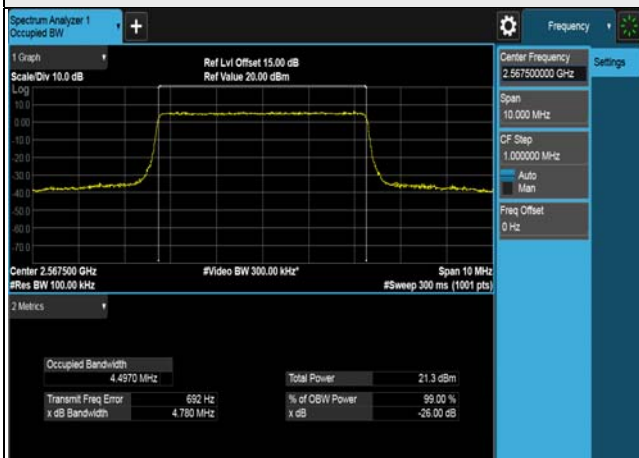 Spectrum Analyzer 1
Occupied BW
+
Frequency
1 Graph
Scale/Div 10.0 dB
Ref Lvl Offset 15.00 dB
Ref Value 20.00 dBm
Log
10.0
0.00
-10.0
-20.0
-30.0
-40.0
-50.0
-60.0
-70.0
Center 2.567500 GHz
#Res BW 100.00 kHz
#Video BW 300.00 kHz*
Span 10 MHz
#Sweep 300 ms (1001 pts)
2 Metrics
Occupied Bandwidth
4.4970 MHz
Transmit Freq Error 692 Hz
x dB Bandwidth 4.780 MHz
Total Power 21.3 dBm
% of OBW Power 99.00 %
x dB -26.00 dB
Center Frequency
2.567500000 GHz
Span
10.000 MHz
CF Step
1.000000 MHz
Auto
Man
Freq Offset
0 Hz
Settings